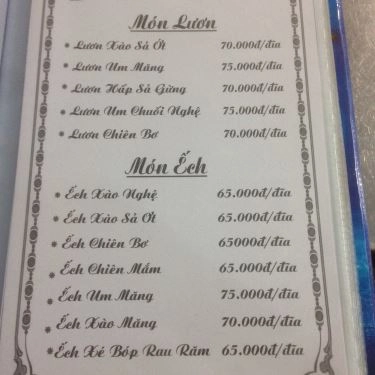 Món Lươn
* Lươn Xào Sả Ớt 70.000đ/đĩa
* Lươn Um Măng 75.000đ/đĩa
* Lươn Hấp Sả Gừng 70.000đ/đĩa
* Lươn Um Chuối Nghệ 75.000đ/đĩa
* Lươn Chiên Bơ 70.000đ/đĩa
Món Ếch
* Ếch Xào Nghệ 65.000đ/đĩa
* Ếch Xào Sả Ớt 65.000đ/đĩa
* Ếch Chiên Bơ 65000đ/đĩa
* Ếch Chiên Mắm 65.000đ/đĩa
* Ếch Um Măng 75.000đ/đĩa
* Ếch Xào Măng 70.000đ/đĩa
* Ếch Xé Bóp Rau Răm 65.000đ/đĩa